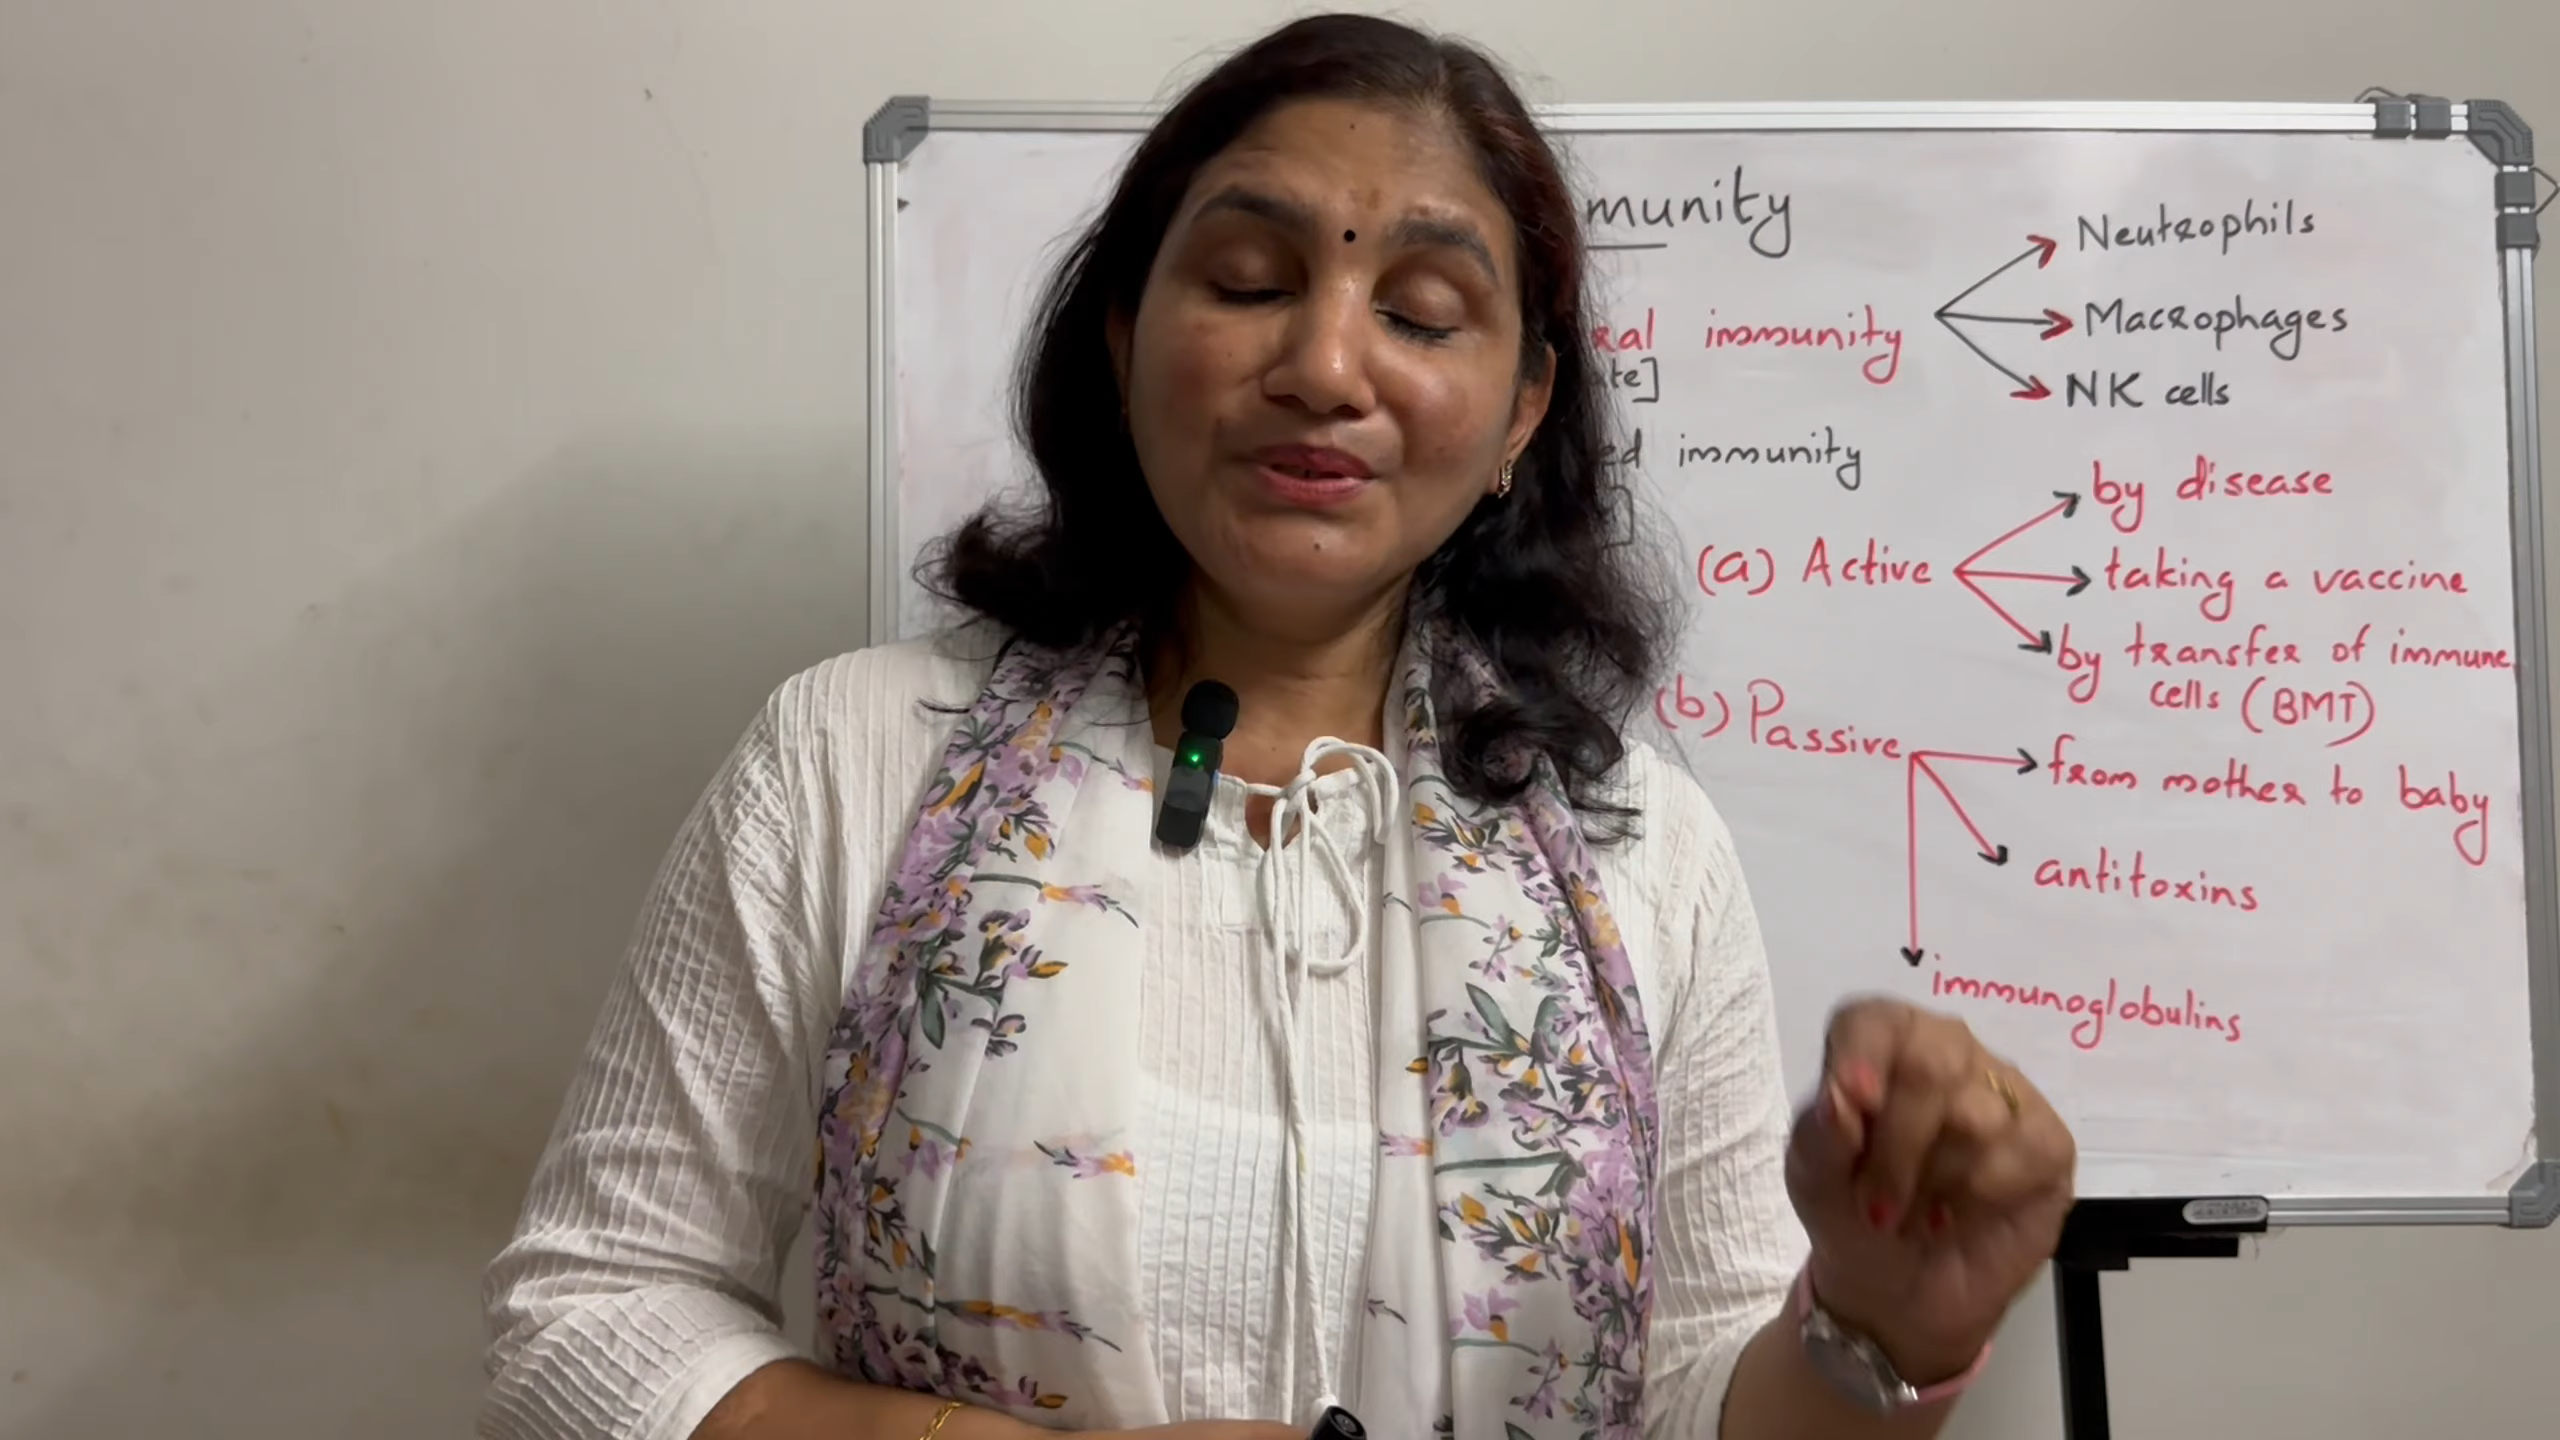 munity
Neutrophils
ral immunity
Macrophages
te]
NK cells
ed immunity
]
by disease
(a) Active
taking a vaccine
by transfer of immune
cells (BMT)
(b) Passive
from mother to baby
antitoxins
immunoglobulins